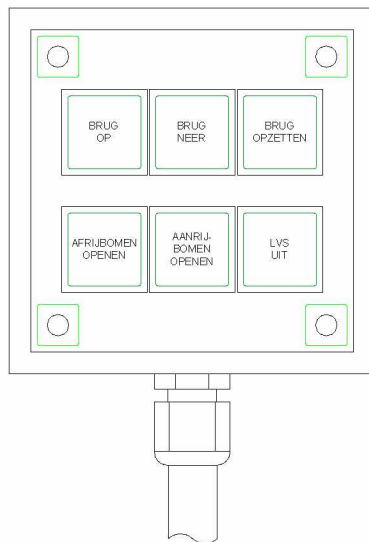 BRUG
OP
BRUG
NEER
BRUG
OPZETTEN
AFRIJBOMEN
OPENEN
AANRIJ-
BOMEN
OPENEN
LVS
UIT